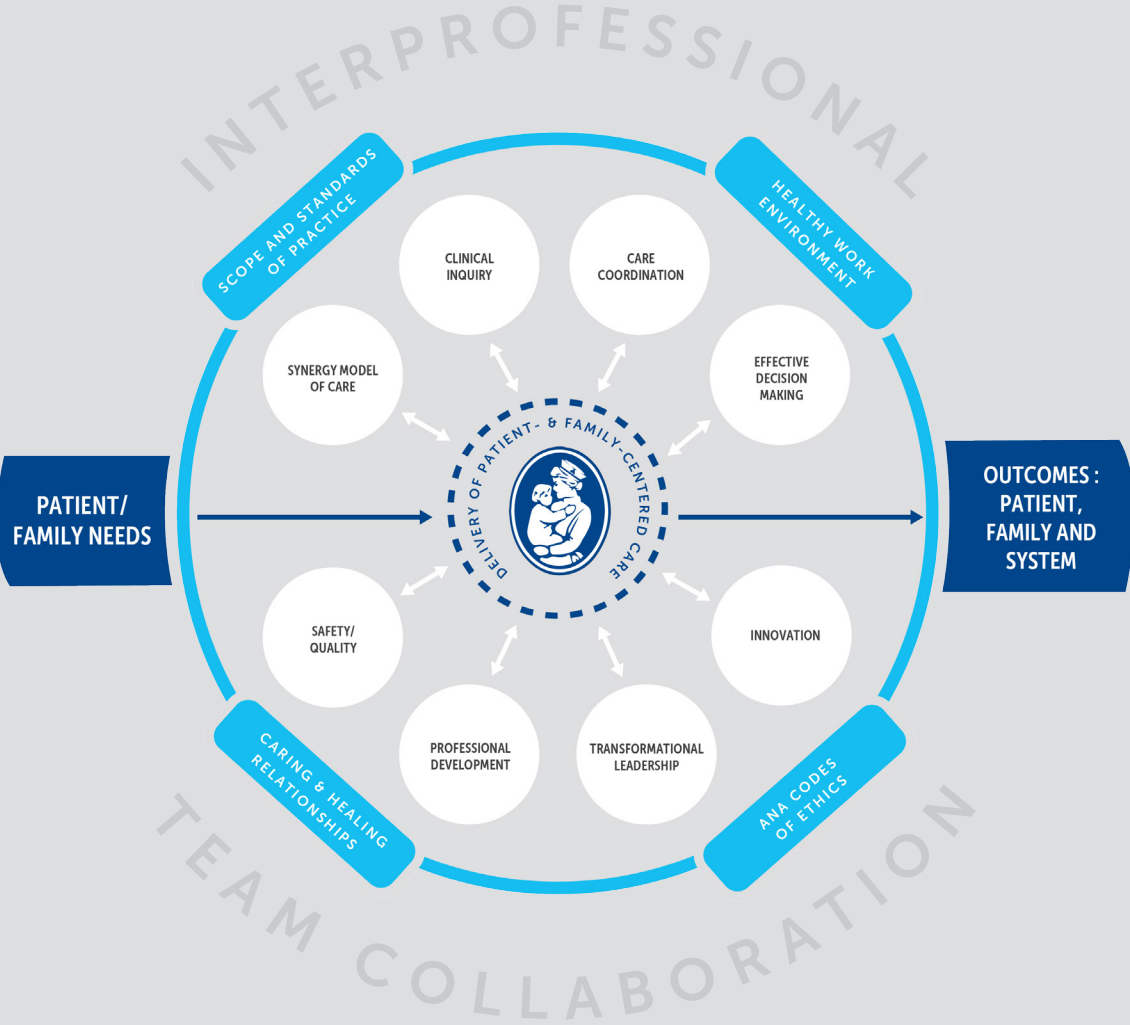 INTERPROFESSIONAL
SCOPE AND STANDARDS
OF PRACTICE
HEALTHY WORK
ENVIRONMENT
CLINICAL
INQUIRY
CARE
COORDINATION
SYNERGY MODEL
OF CARE
EFFECTIVE
DECISION
MAKING
DELIVERY OF PATIENT- & FAMILY-CENTERED CARE
PATIENT/
FAMILY NEEDS
OUTCOMES :
PATIENT,
FAMILY AND
SYSTEM
SAFETY/
QUALITY
INNOVATION
PROFESSIONAL
DEVELOPMENT
TRANSFORMATIONAL
LEADERSHIP
CARING & HEALING
RELATIONSHIPS
ANA CODES
OF ETHICS
TEAM COLLABORATION